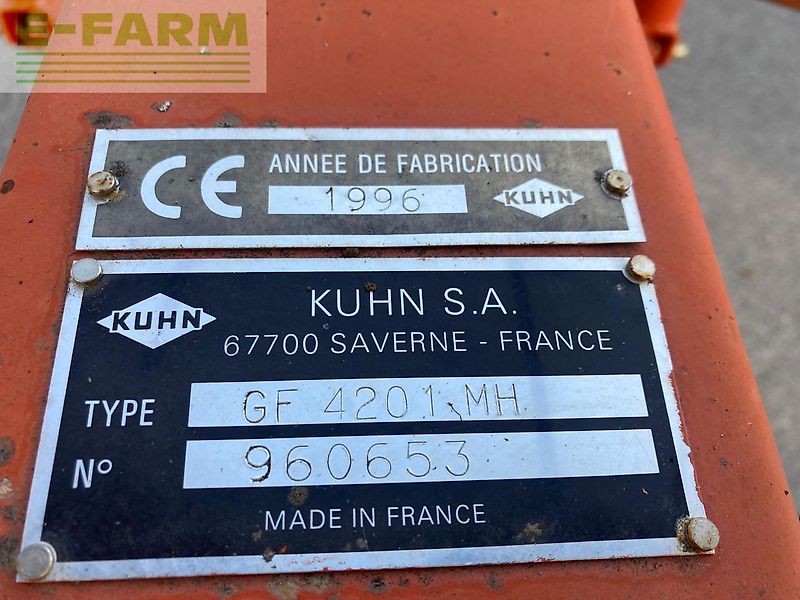 E-FARM
CE ANNEE DE FABRICATION
1996 KUHN
KUHN KUHN S.A.
67700 SAVERNE - FRANCE
TYPE GF 4201 MH
N° 960653
MADE IN FRANCE